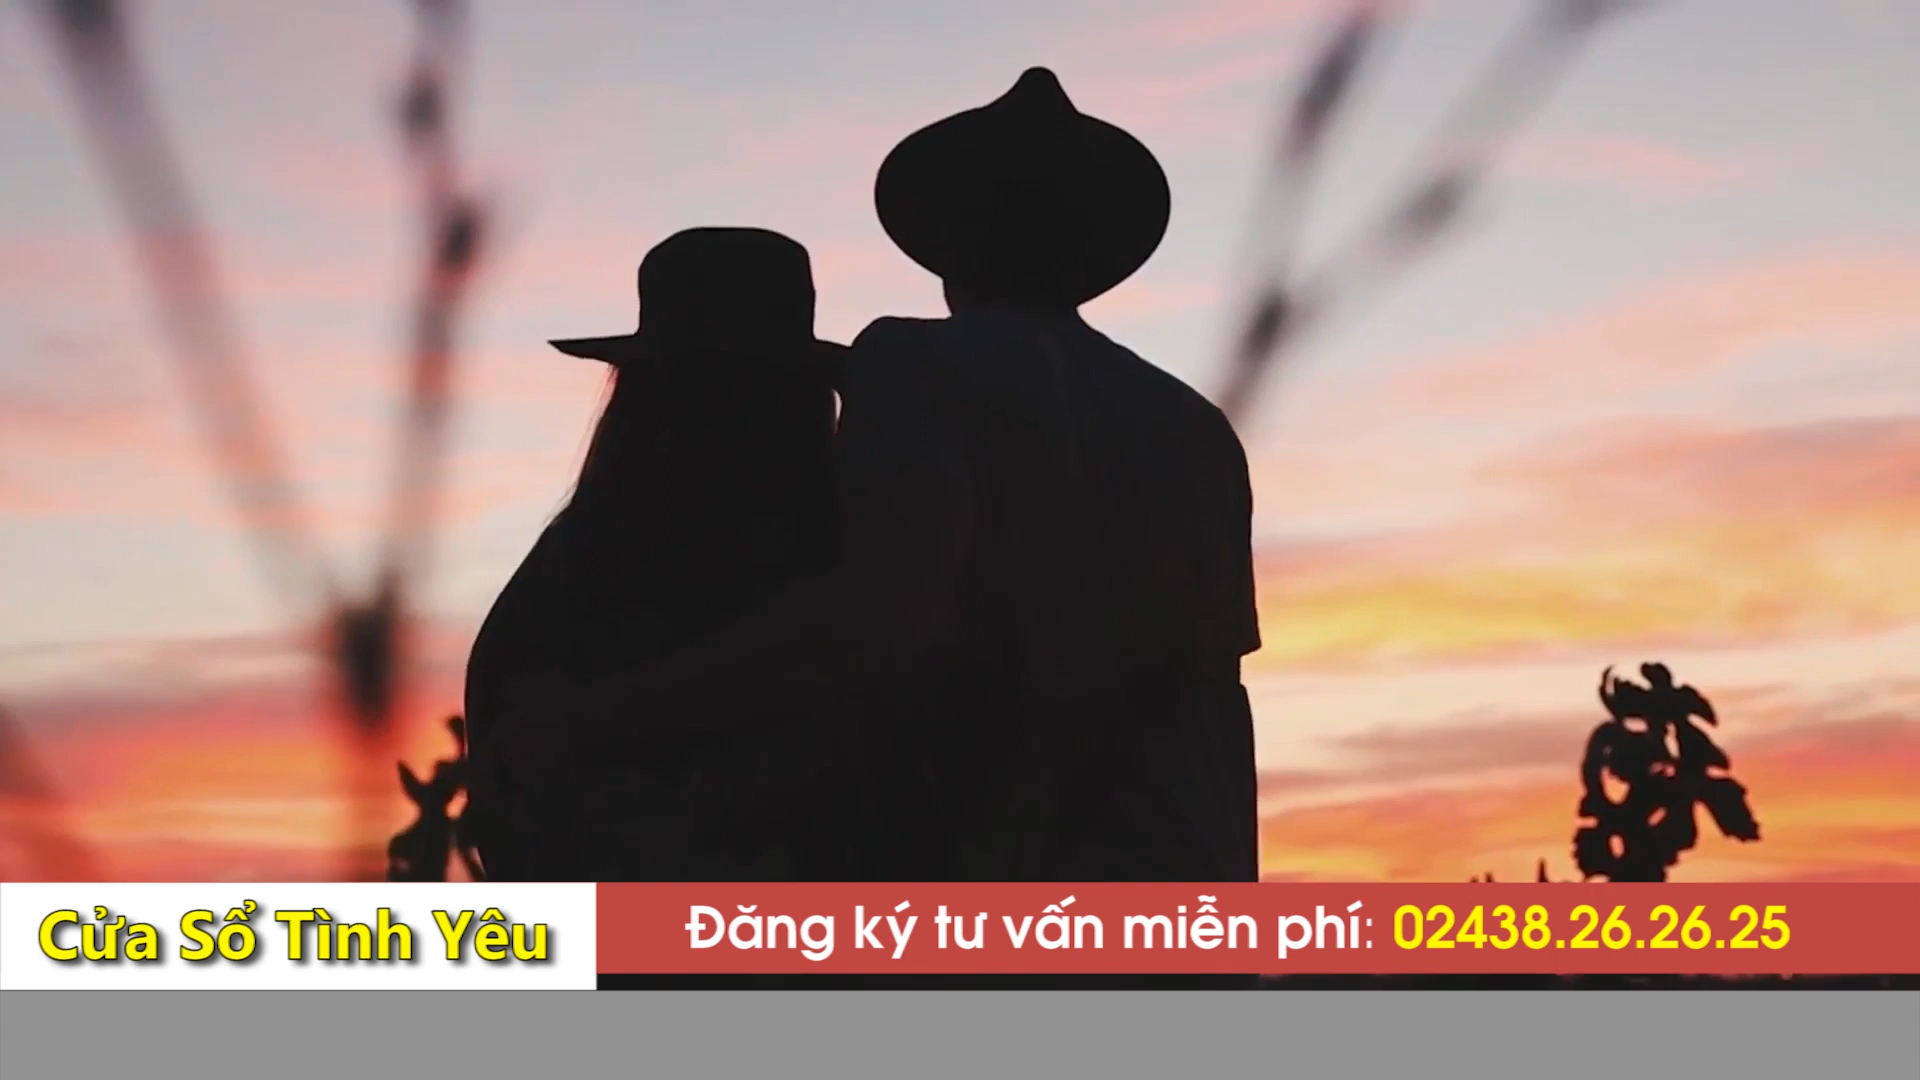 Cửa Sổ Tình Yêu
Đăng ký tư vấn miễn phí: 02438.26.26.25